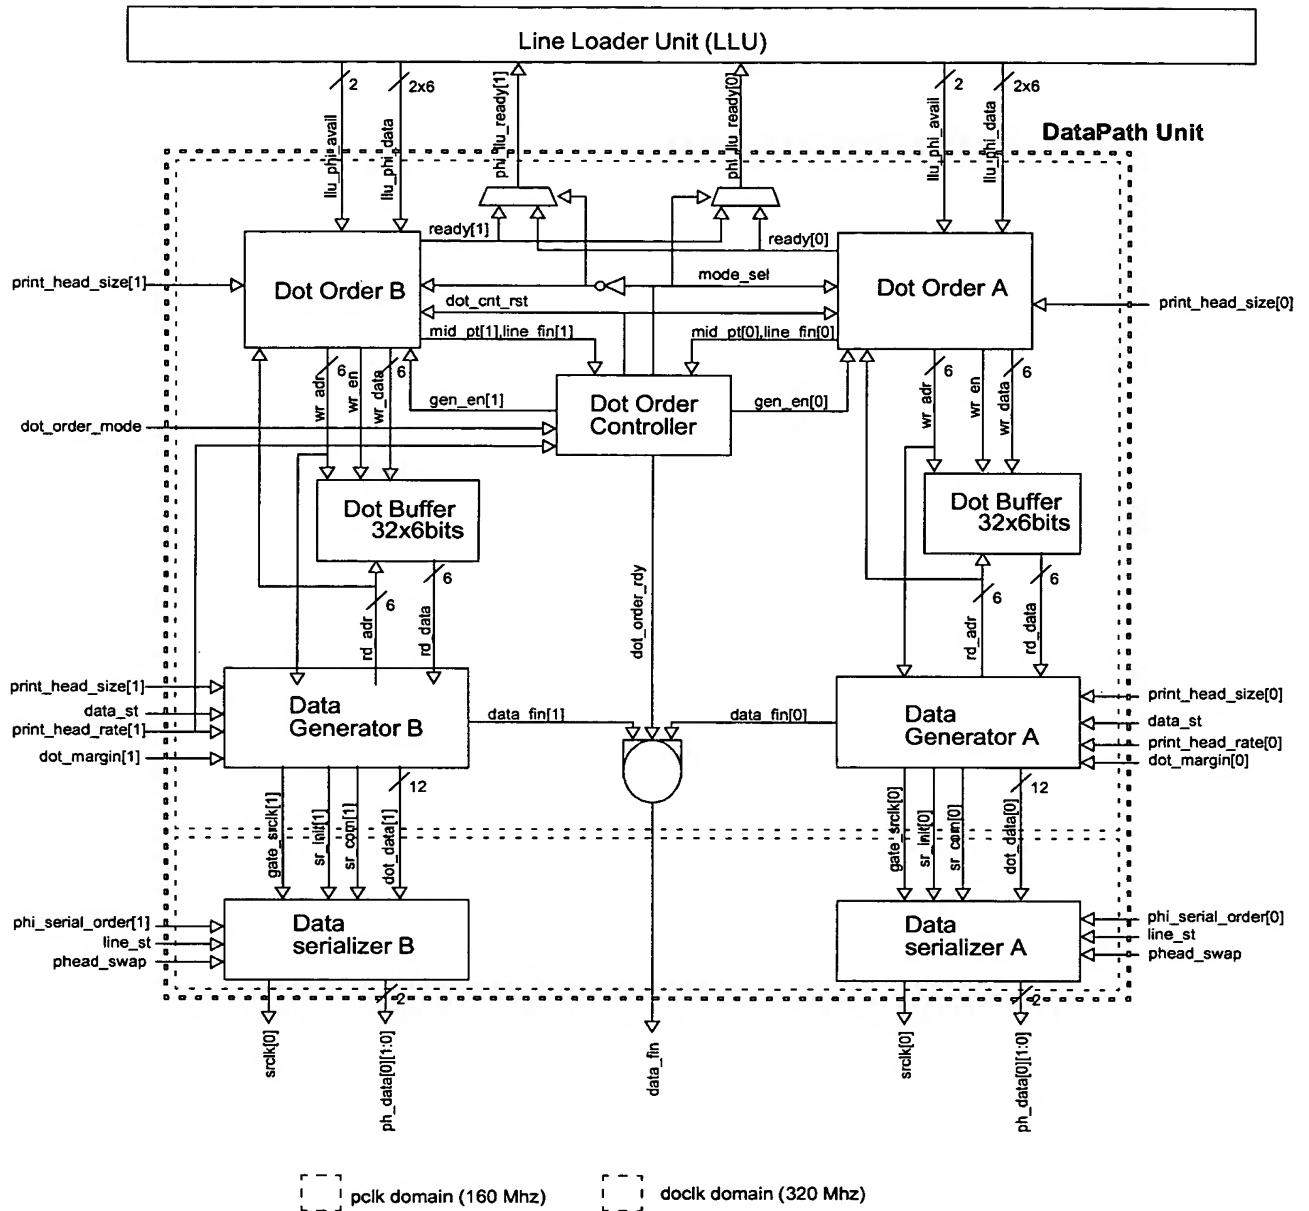 Line Loader Unit (LLU)
2
2x6
2
2x6
llu_phi_avail
llu_phi_data
phi_llu_ready[1]
phi_llu_ready[0]
llu_phi_avail
llu_phi_data
DataPath Unit
ready[1]
ready[0]
print_head_size[1]
Dot Order B
mode_sel
Dot Order A
print_head_size[0]
dot_cnt_rst
mid_pt[1],line_fin[1]
mid_pt[0],line_fin[0]
wr_adr
6
wr_en
wr_data
6
gen_en[1]
Dot Order
Controller
gen_en[0]
wr_adr
6
wr_en
wr_data
6
dot_order_mode
Dot Buffer
32x6bits
Dot Buffer
32x6bits
6
6
rd_adr
rd_data
dot_order_rdy
6
6
rd_adr
rd_data
print_head_size[1]
data_st
print_head_rate[1]
dot_margin[1]
Data
Generator B
data_fin[1]
data_fin[0]
Data
Generator A
print_head_size[0]
data_st
print_head_rate[0]
dot_margin[0]
12
12
gate_srclk[1]
sr_init[1]
sr_com[1]
dot_data[1]
gate_srclk[0]
sr_init[0]
sr_com[0]
dot_data[0]
phi_serial_order[1]
line_st
phead_swap
Data
serializer B
Data
serializer A
phi_serial_order[0]
line_st
phead_swap
2
2
srclk[0]
ph_data[0][1:0]
data_fin
srclk[0]
ph_data[0][1:0]
pclk domain (160 Mhz)
doclk domain (320 Mhz)